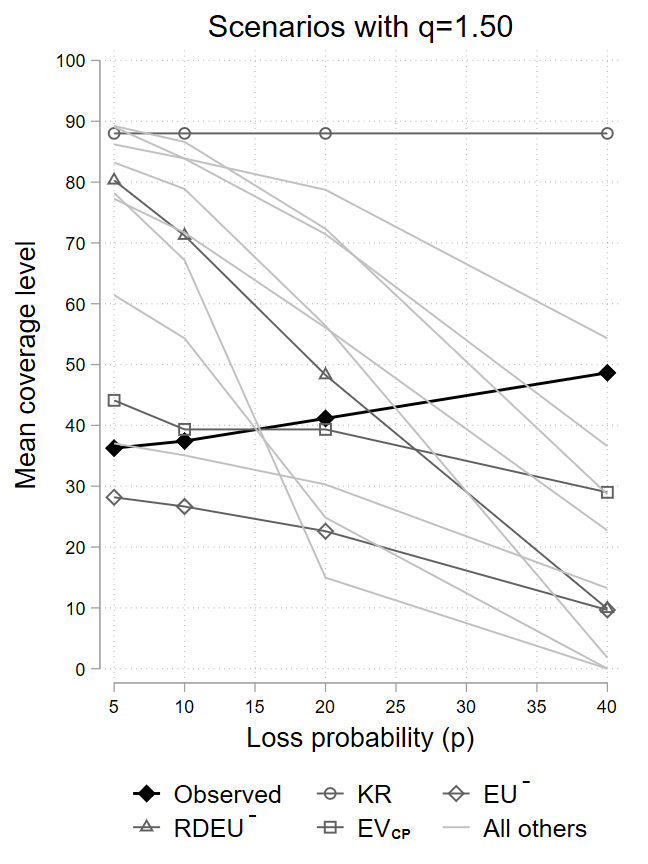 Scenarios with q=1.50
100
90
80
70
60
50
40
30
20
10
0
Mean coverage level
5 10 15 20 25 30 35 40
Loss probability (p)
Observed KR EU⁻
RDEU⁻ EV_CP All others